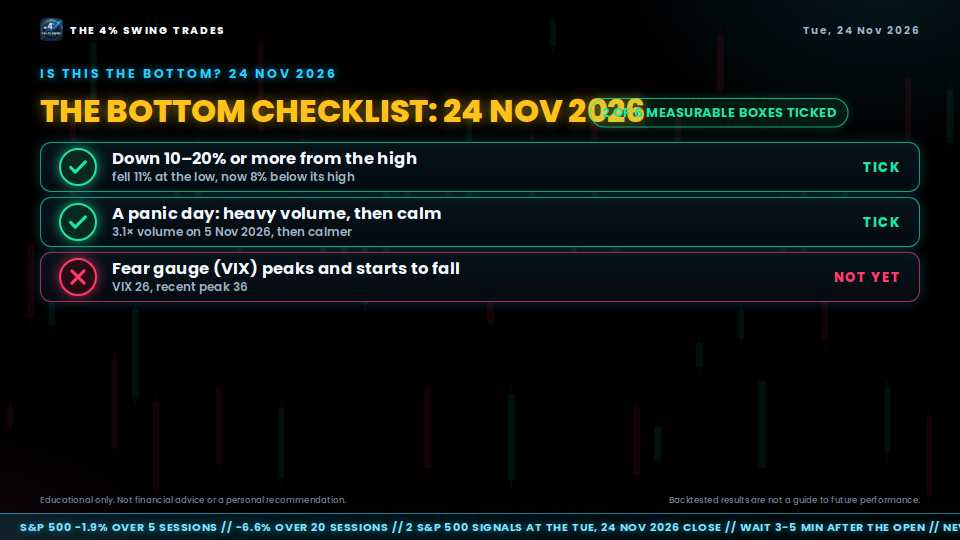 THE 4% SWING TRADES
Tue, 24 Nov 2026
IS THIS THE BOTTOM? 24 NOV 2026
THE BOTTOM CHECKLIST: 24 NOV 2026
MEASURABLE BOXES TICKED
Down 10–20% or more from the high
fell 11% at the low, now 8% below its high
TICK
A panic day: heavy volume, then calm
3.1× volume on 5 Nov 2026, then calmer
TICK
Fear gauge (VIX) peaks and starts to fall
VIX 26, recent peak 36
NOT YET
Educational only. Not financial advice or a personal recommendation.
Backtested results are not a guide to future performance.
S&P 500 -1.9% OVER 5 SESSIONS // -6.6% OVER 20 SESSIONS // 2 S&P 500 SIGNALS AT THE TUE, 24 NOV 2026 CLOSE // WAIT 3-5 MIN AFTER THE OPEN //